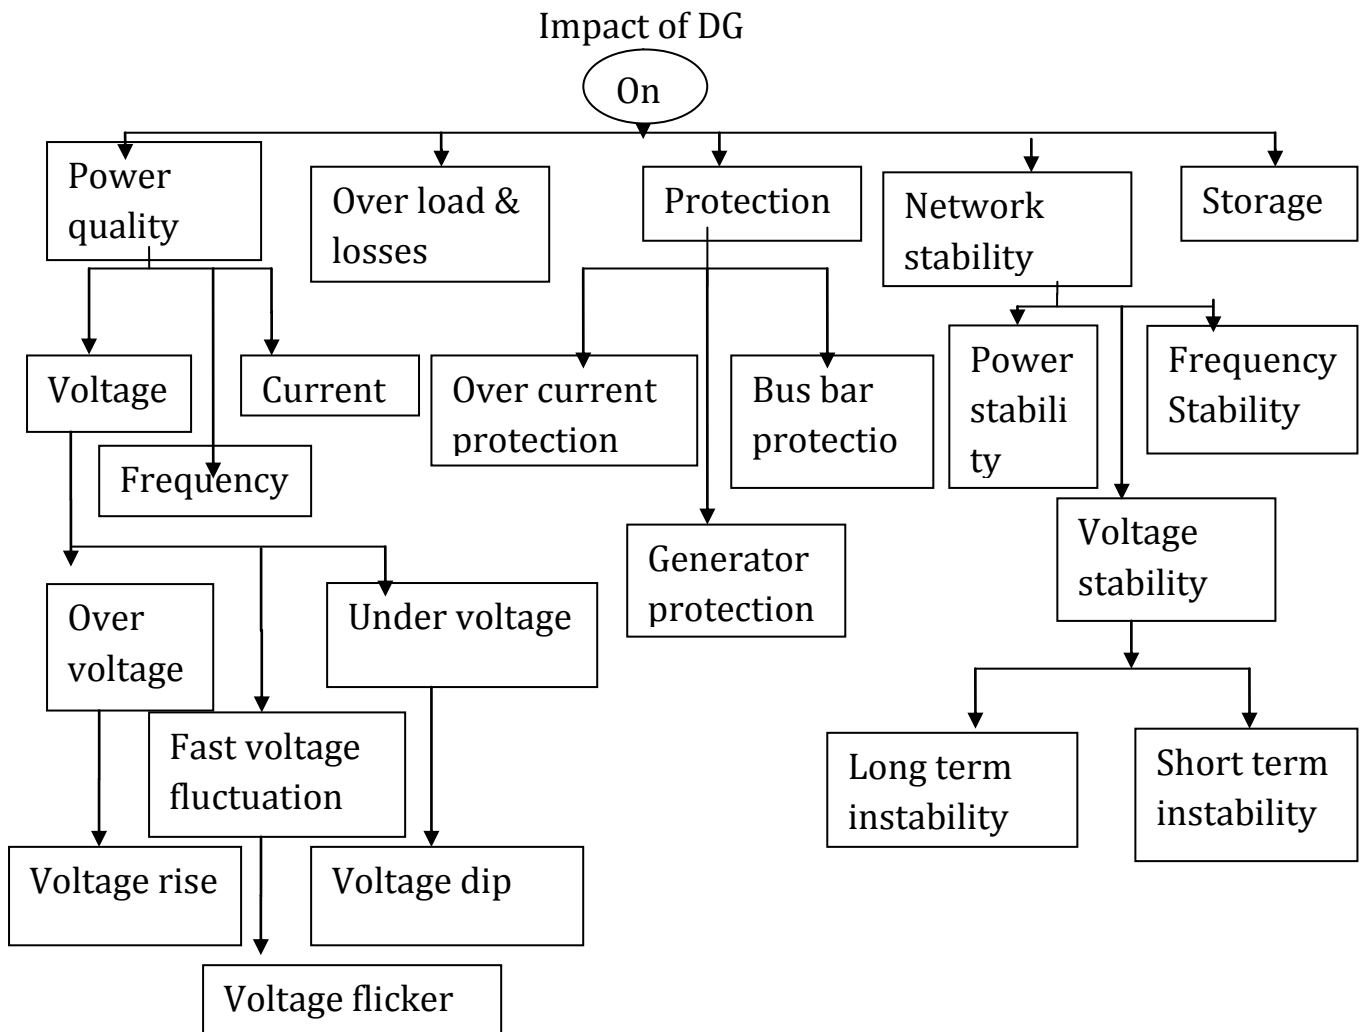 Impact of DG
On
Power
quality
Over load &
losses
Protection
Network
stability
Storage
Voltage
Frequency
Current
Over current
protection
Bus bar
protectio
Generator
protection
Power
stabili
ty
Frequency
Stability
Voltage
stability
Over
voltage
Fast voltage
fluctuation
Under voltage
Long term
instability
Short term
instability
Voltage rise
Voltage dip
Voltage flicker